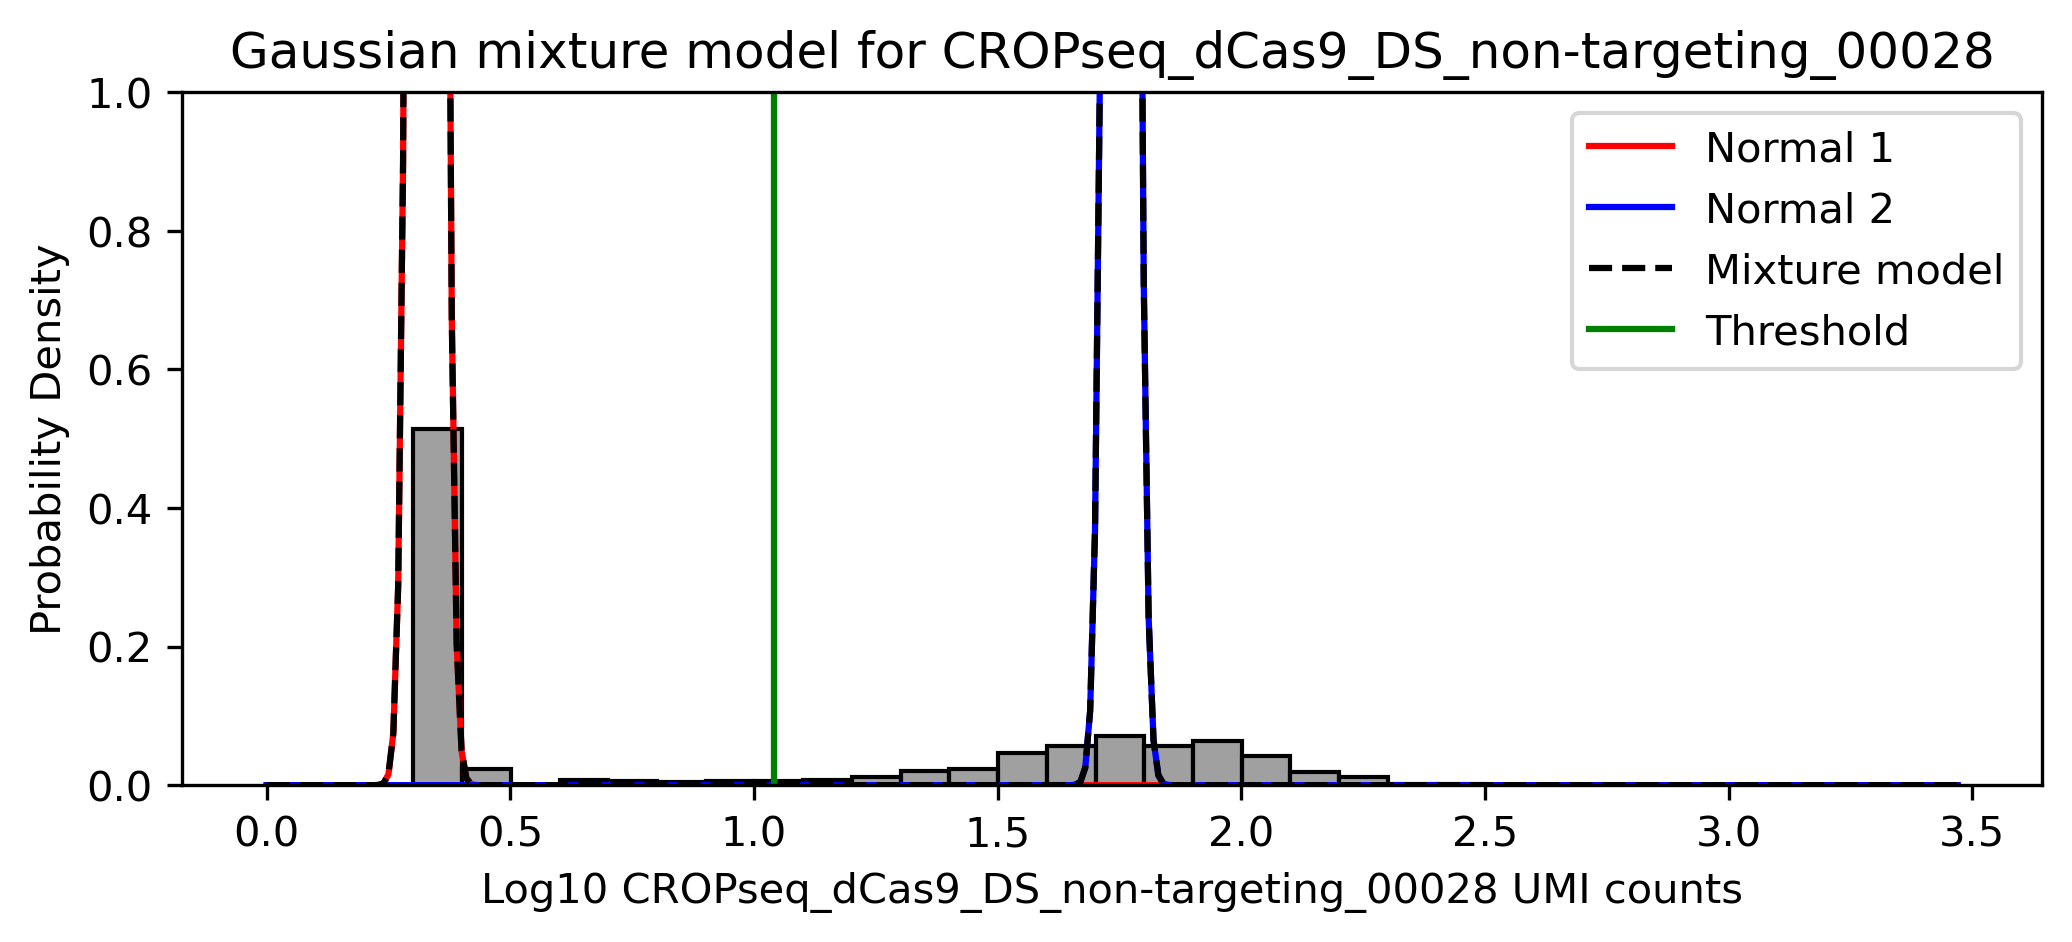 Gaussian mixture model for CROPseq_dCas9_DS_non-targeting_00028
Probability Density
1.0
0.8
0.6
0.4
0.2
0.0
Normal 1
Normal 2
Mixture model
Threshold
0.0 0.5 1.0 1.5 2.0 2.5 3.0 3.5
Log10 CROPseq_dCas9_DS_non-targeting_00028 UMI counts